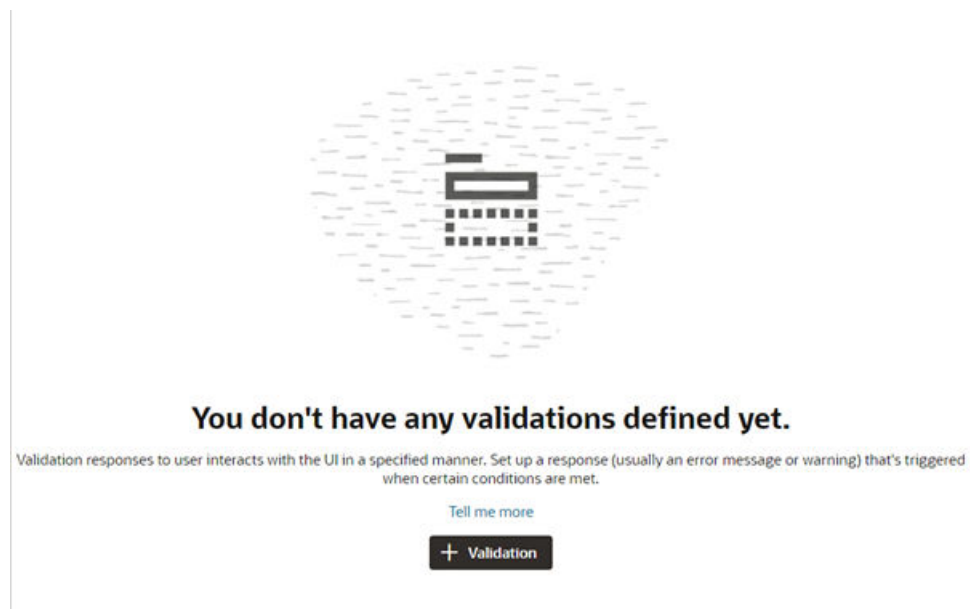 You don't have any validations defined yet.
Validation responses to user interacts with the UI in a specified manner. Set up a response (usually an error message or warning) that's triggered
when certain conditions are met.
Tell me more
+ Validation